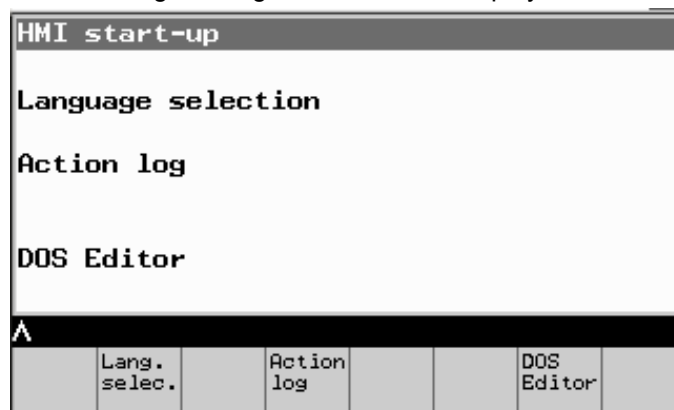 HMI start-up
Language selection
Action log
DOS Editor
Λ
Lang. selec.
Action log
DOS Editor